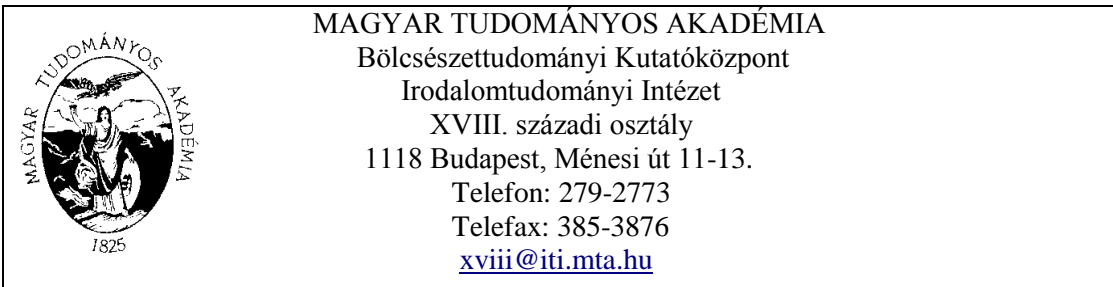 MAGYAR TUDOMÁNYOS AKADÉMIA
Bölcsészettudományi Kutatóközpont
Irodalomtudományi Intézet
XVIII. századi osztály
1118 Budapest, Ménesi út 11-13.
Telefon: 279-2773
Telefax: 385-3876
xviii@iti.mta.hu
MAGYAR TUDOMÁNYOS AKADÉMIA
1825